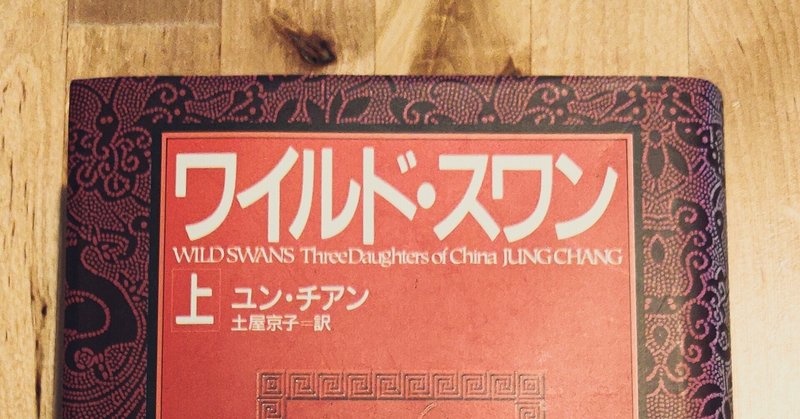 ワイルド・スワン
WILD SWANS Three Daughters of China JUNG CHANG
上
ユン・チアン
土屋京子＝訳